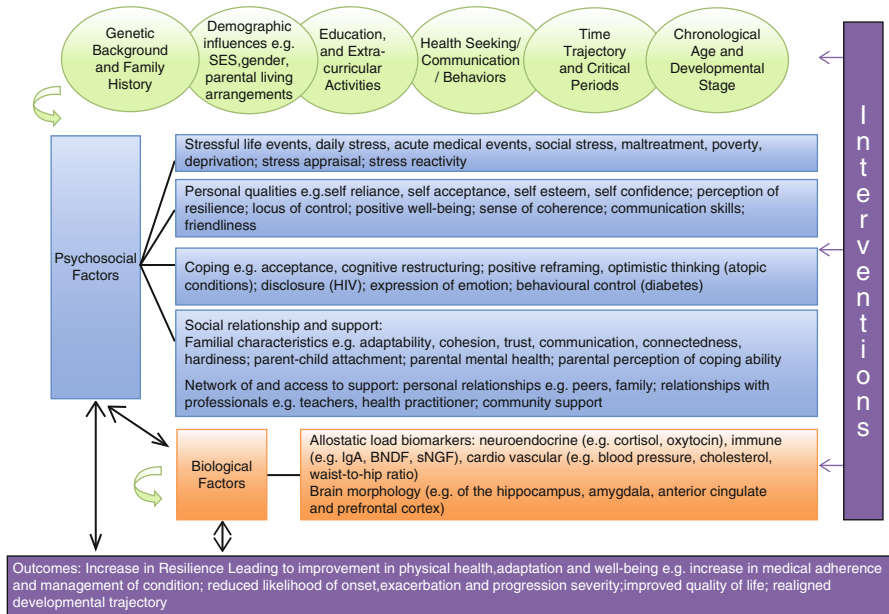 Genetic
Background
and Family
History
Demographic
influences e.g.
SES,gender,
parental living
arrangements
Education,
and Extra-
curricular
Activities
Health Seeking/
Communication
/ Behaviors
Time
Trajectory
and Critical
Periods
Chronological
Age and
Developmental
Stage
Interventions
Psychosocial
Factors
Stressful life events, daily stress, acute medical events, social stress, maltreatment, poverty,
deprivation; stress appraisal; stress reactivity
Personal qualities e.g.self reliance, self acceptance, self esteem, self confidence; perception of
resilience; locus of control; positive well-being; sense of coherence; communication skills;
friendliness
Coping e.g. acceptance, cognitive restructuring; positive reframing, optimistic thinking (atopic
conditions); disclosure (HIV); expression of emotion; behavioural control (diabetes)
Social relationship and support:
Familial characteristics e.g. adaptability, cohesion, trust, communication, connectedness,
hardiness; parent-child attachment; parental mental health; parental perception of coping ability
Network of and access to support: personal relationships e.g. peers, family; relationships with
professionals e.g. teachers, health practitioner; community support
Biological
Factors
Allostatic load biomarkers: neuroendocrine (e.g. cortisol, oxytocin), immune
(e.g. IgA, BNDF, sNGF), cardio vascular (e.g. blood pressure, cholesterol,
waist-to-hip ratio)
Brain morphology (e.g. of the hippocampus, amygdala, anterior cingulate
and prefrontal cortex)
Outcomes: Increase in Resilience Leading to improvement in physical health,adaptation and well-being e.g. increase in medical adherence
and management of condition; reduced likelihood of onset,exacerbation and progression severity;improved quality of life; realigned
developmental trajectory